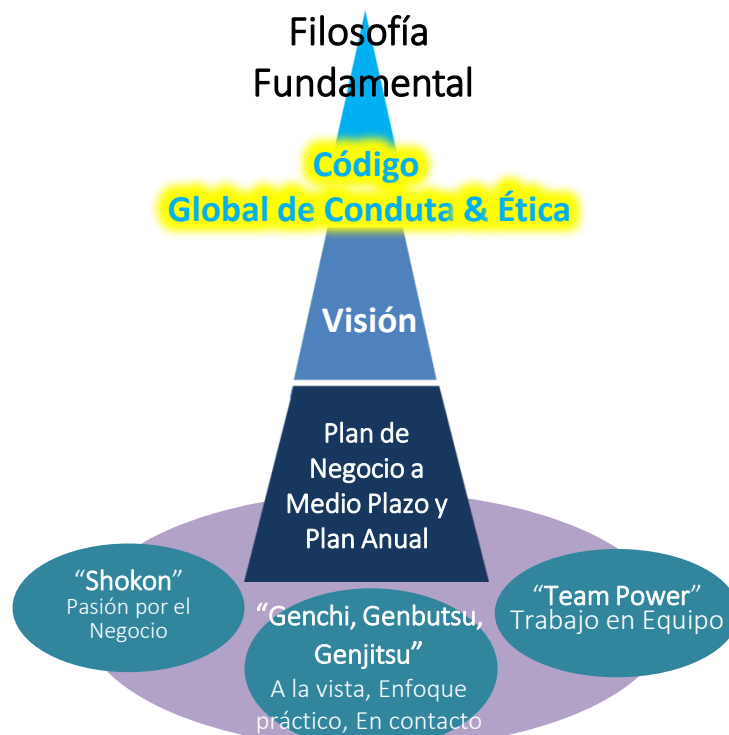 Filosofía
Fundamental
Código
Global de Conduta & Ética
Visión
Plan de
Negocio a
Medio Plazo y
Plan Anual
“Shokon”
Pasión por el
Negocio
“Genchi, Genbutsu,
Genjitsu”
A la vista, Enfoque
práctico, En contacto
“Team Power”
Trabajo en Equipo